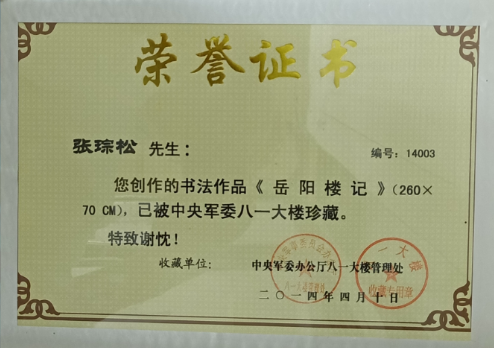 荣誉证书
张琮松 先生：
编号：14003
您创作的书法作品《岳阳楼记》（260×
70 CM），已被中央军委八一大楼珍藏。
特致谢忱！
收藏单位： 中央军委办公厅八一大楼管理处
二〇一四年四月十日